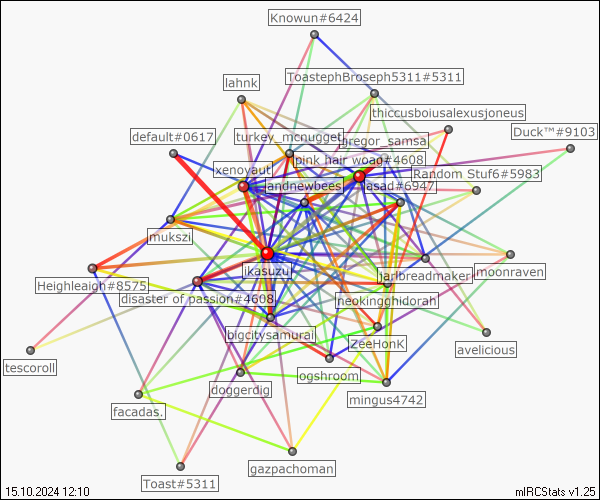 Knowun#6424
ToastephBroseph5311#5311
lahnk
thiccusboiusalexusjoneus
Duck™#9103
default#0617
turkey_mcnugget
gregor_samsa
pink hair woag#4608
xenoyaut
Random Stuf6#5983
andnewbees
asad#6947
mukszi
ikasuzu
jarlbreadmaker
moonraven
Heighleaigh#8575
disaster of passion#4608
neokingghidorah
bigcitysamurai
ZeeHonK
avelicious
tescoroll
ogshroom
doggerdig
mingus4742
facadas.
gazpachoman
Toast#5311
15.10.2024 12:10
mIRCStats v1.25